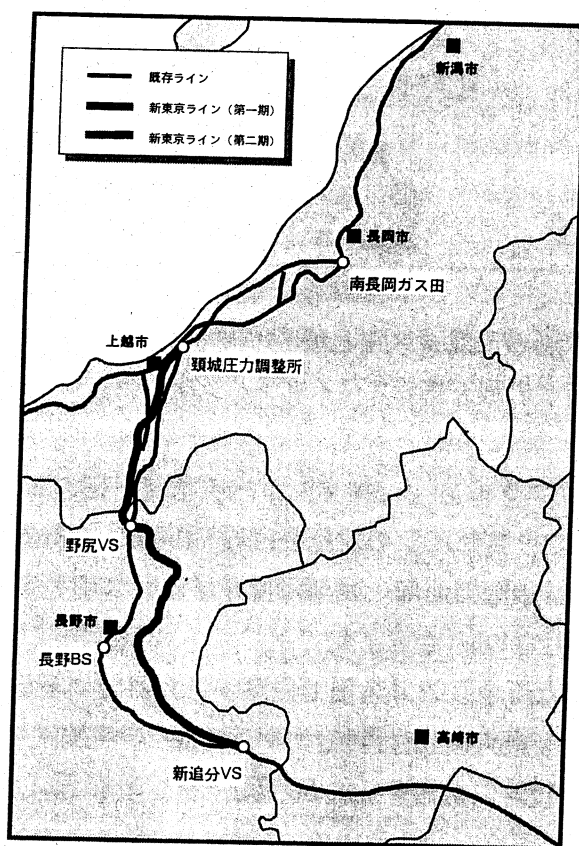 既存ライン
新東京ライン（第一期）
新東京ライン（第二期）
新潟市
長岡市
南長岡ガス田
上越市
頸城圧力調整所
野尻VS
長野市
長野BS
高崎市
新追分VS